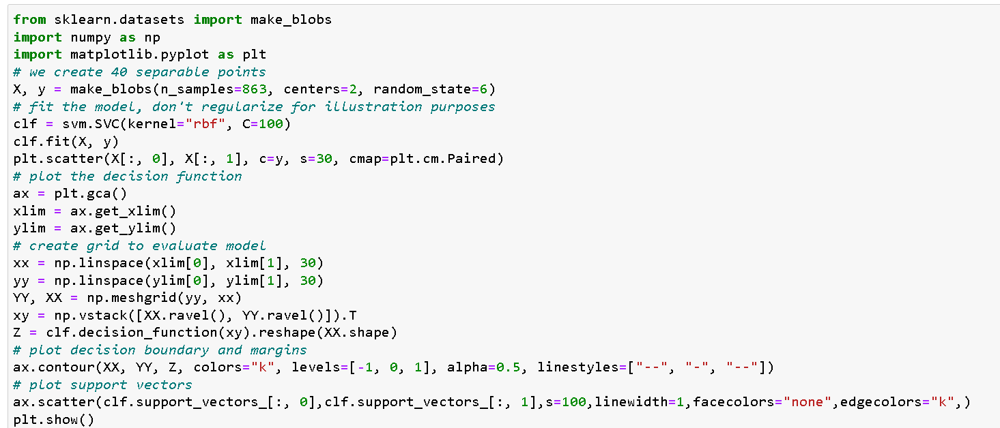 from sklearn.datasets import make_blobs
import numpy as np
import matplotlib.pyplot as plt
# we create 40 separable points
X, y = make_blobs(n_samples=863, centers=2, random_state=6)
# fit the model, don't regularize for illustration purposes
clf = svm.SVC(kernel="rbf", C=100)
clf.fit(X, y)
plt.scatter(X[:, 0], X[:, 1], c=y, s=30, cmap=plt.cm.Paired)
# plot the decision function
ax = plt.gca()
xlim = ax.get_xlim()
ylim = ax.get_ylim()
# create grid to evaluate model
xx = np.linspace(xlim[0], xlim[1], 30)
yy = np.linspace(ylim[0], ylim[1], 30)
YY, XX = np.meshgrid(yy, xx)
xy = np.vstack([XX.ravel(), YY.ravel()]).T
Z = clf.decision_function(xy).reshape(XX.shape)
# plot decision boundary and margins
ax.contour(XX, YY, Z, colors="k", levels=[-1, 0, 1], alpha=0.5, linestyles=["--", "-", "--"])
# plot support vectors
ax.scatter(clf.support_vectors_[:, 0],clf.support_vectors_[:, 1],s=100,linewidth=1,facecolors="none",edgecolors="k",)
plt.show()